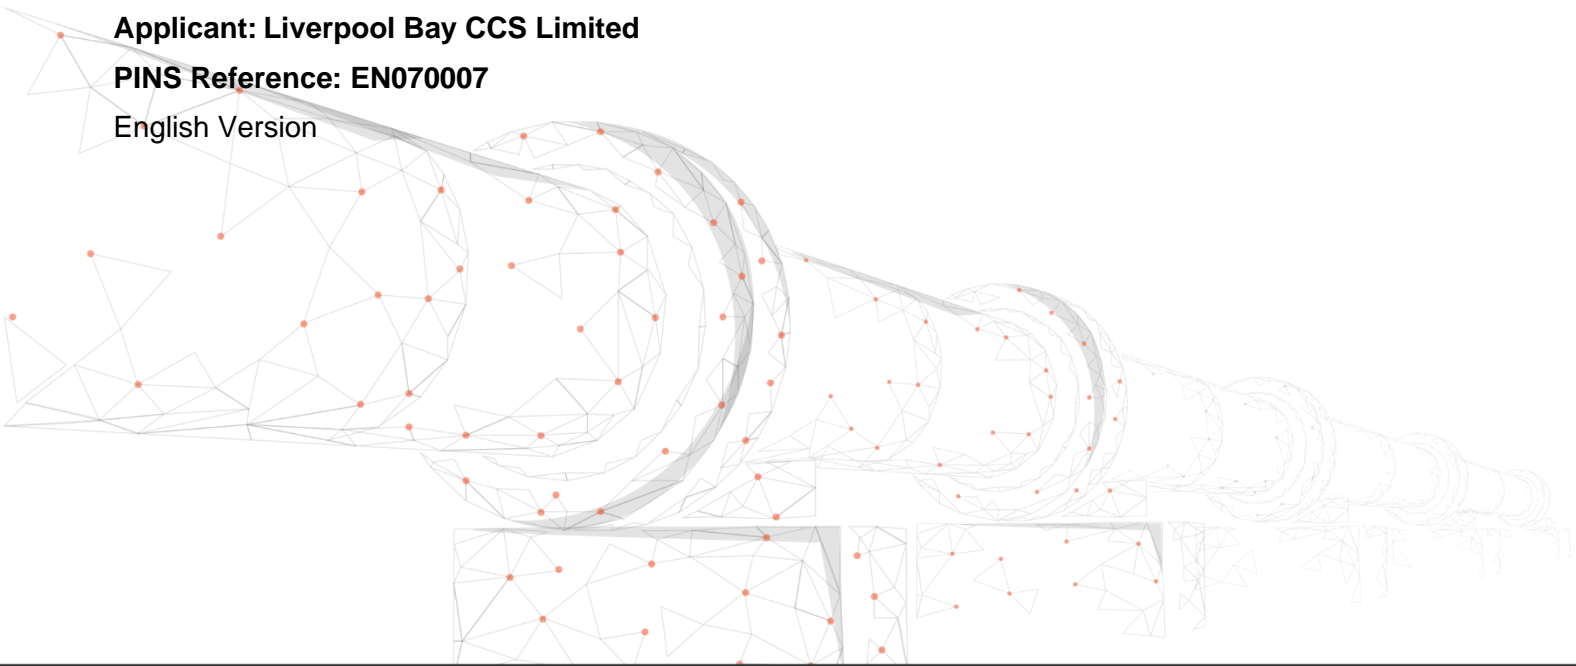 Applicant: Liverpool Bay CCS Limited
PINS Reference: EN070007
English Version